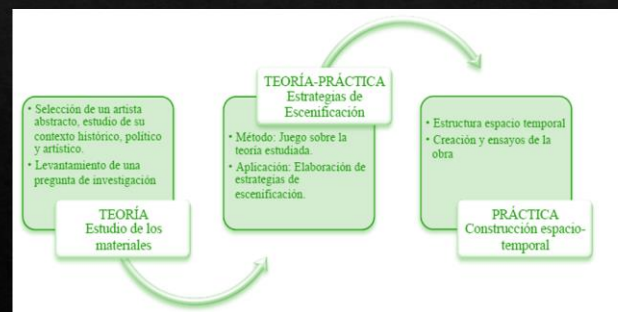 • Selección de un artista
abstracto, estudio de su
contexto histórico, político
y artístico.
• Levantamiento de una
pregunta de investigación
TEORÍA
Estudio de los
materiales
TEORÍA-PRÁCTICA
Estrategias de
Escenificación
• Método: Juego sobre la
teoría estudiada.
• Aplicación: Elaboración de
estrategias de
escenificación.
• Estructura espacio temporal
• Creación y ensayos de la
obra
PRÁCTICA
Construcción espacio-
temporal